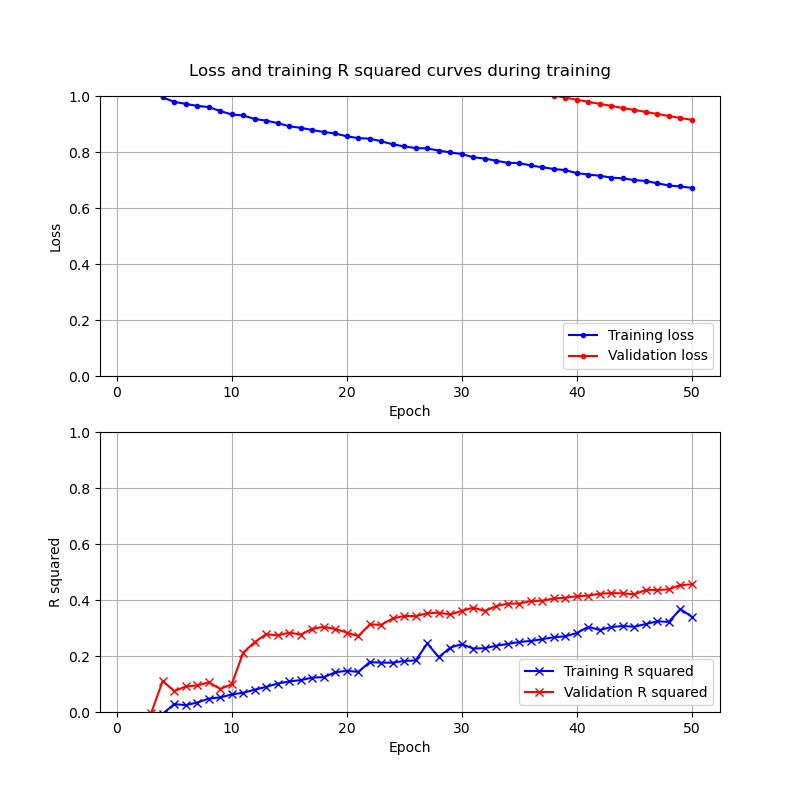 Loss and training R squared curves during training
1.0
0.8
0.6
0.4
0.2
0.0
Loss
Training loss
Validation loss
0 10 20 30 40 50
Epoch
1.0
0.8
0.6
0.4
0.2
0.0
R squared
Training R squared
Validation R squared
0 10 20 30 40 50
Epoch